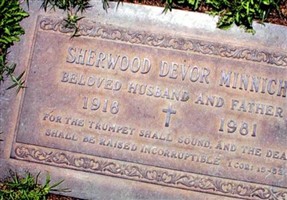 SHERWOOD DEVOR MINNICH
BELOVED HUSBAND AND FATHER
1918 1981
FOR THE TRUMPET SHALL SOUND, AND THE DEA
SHALL BE RAISED INCORRUPTIBLE